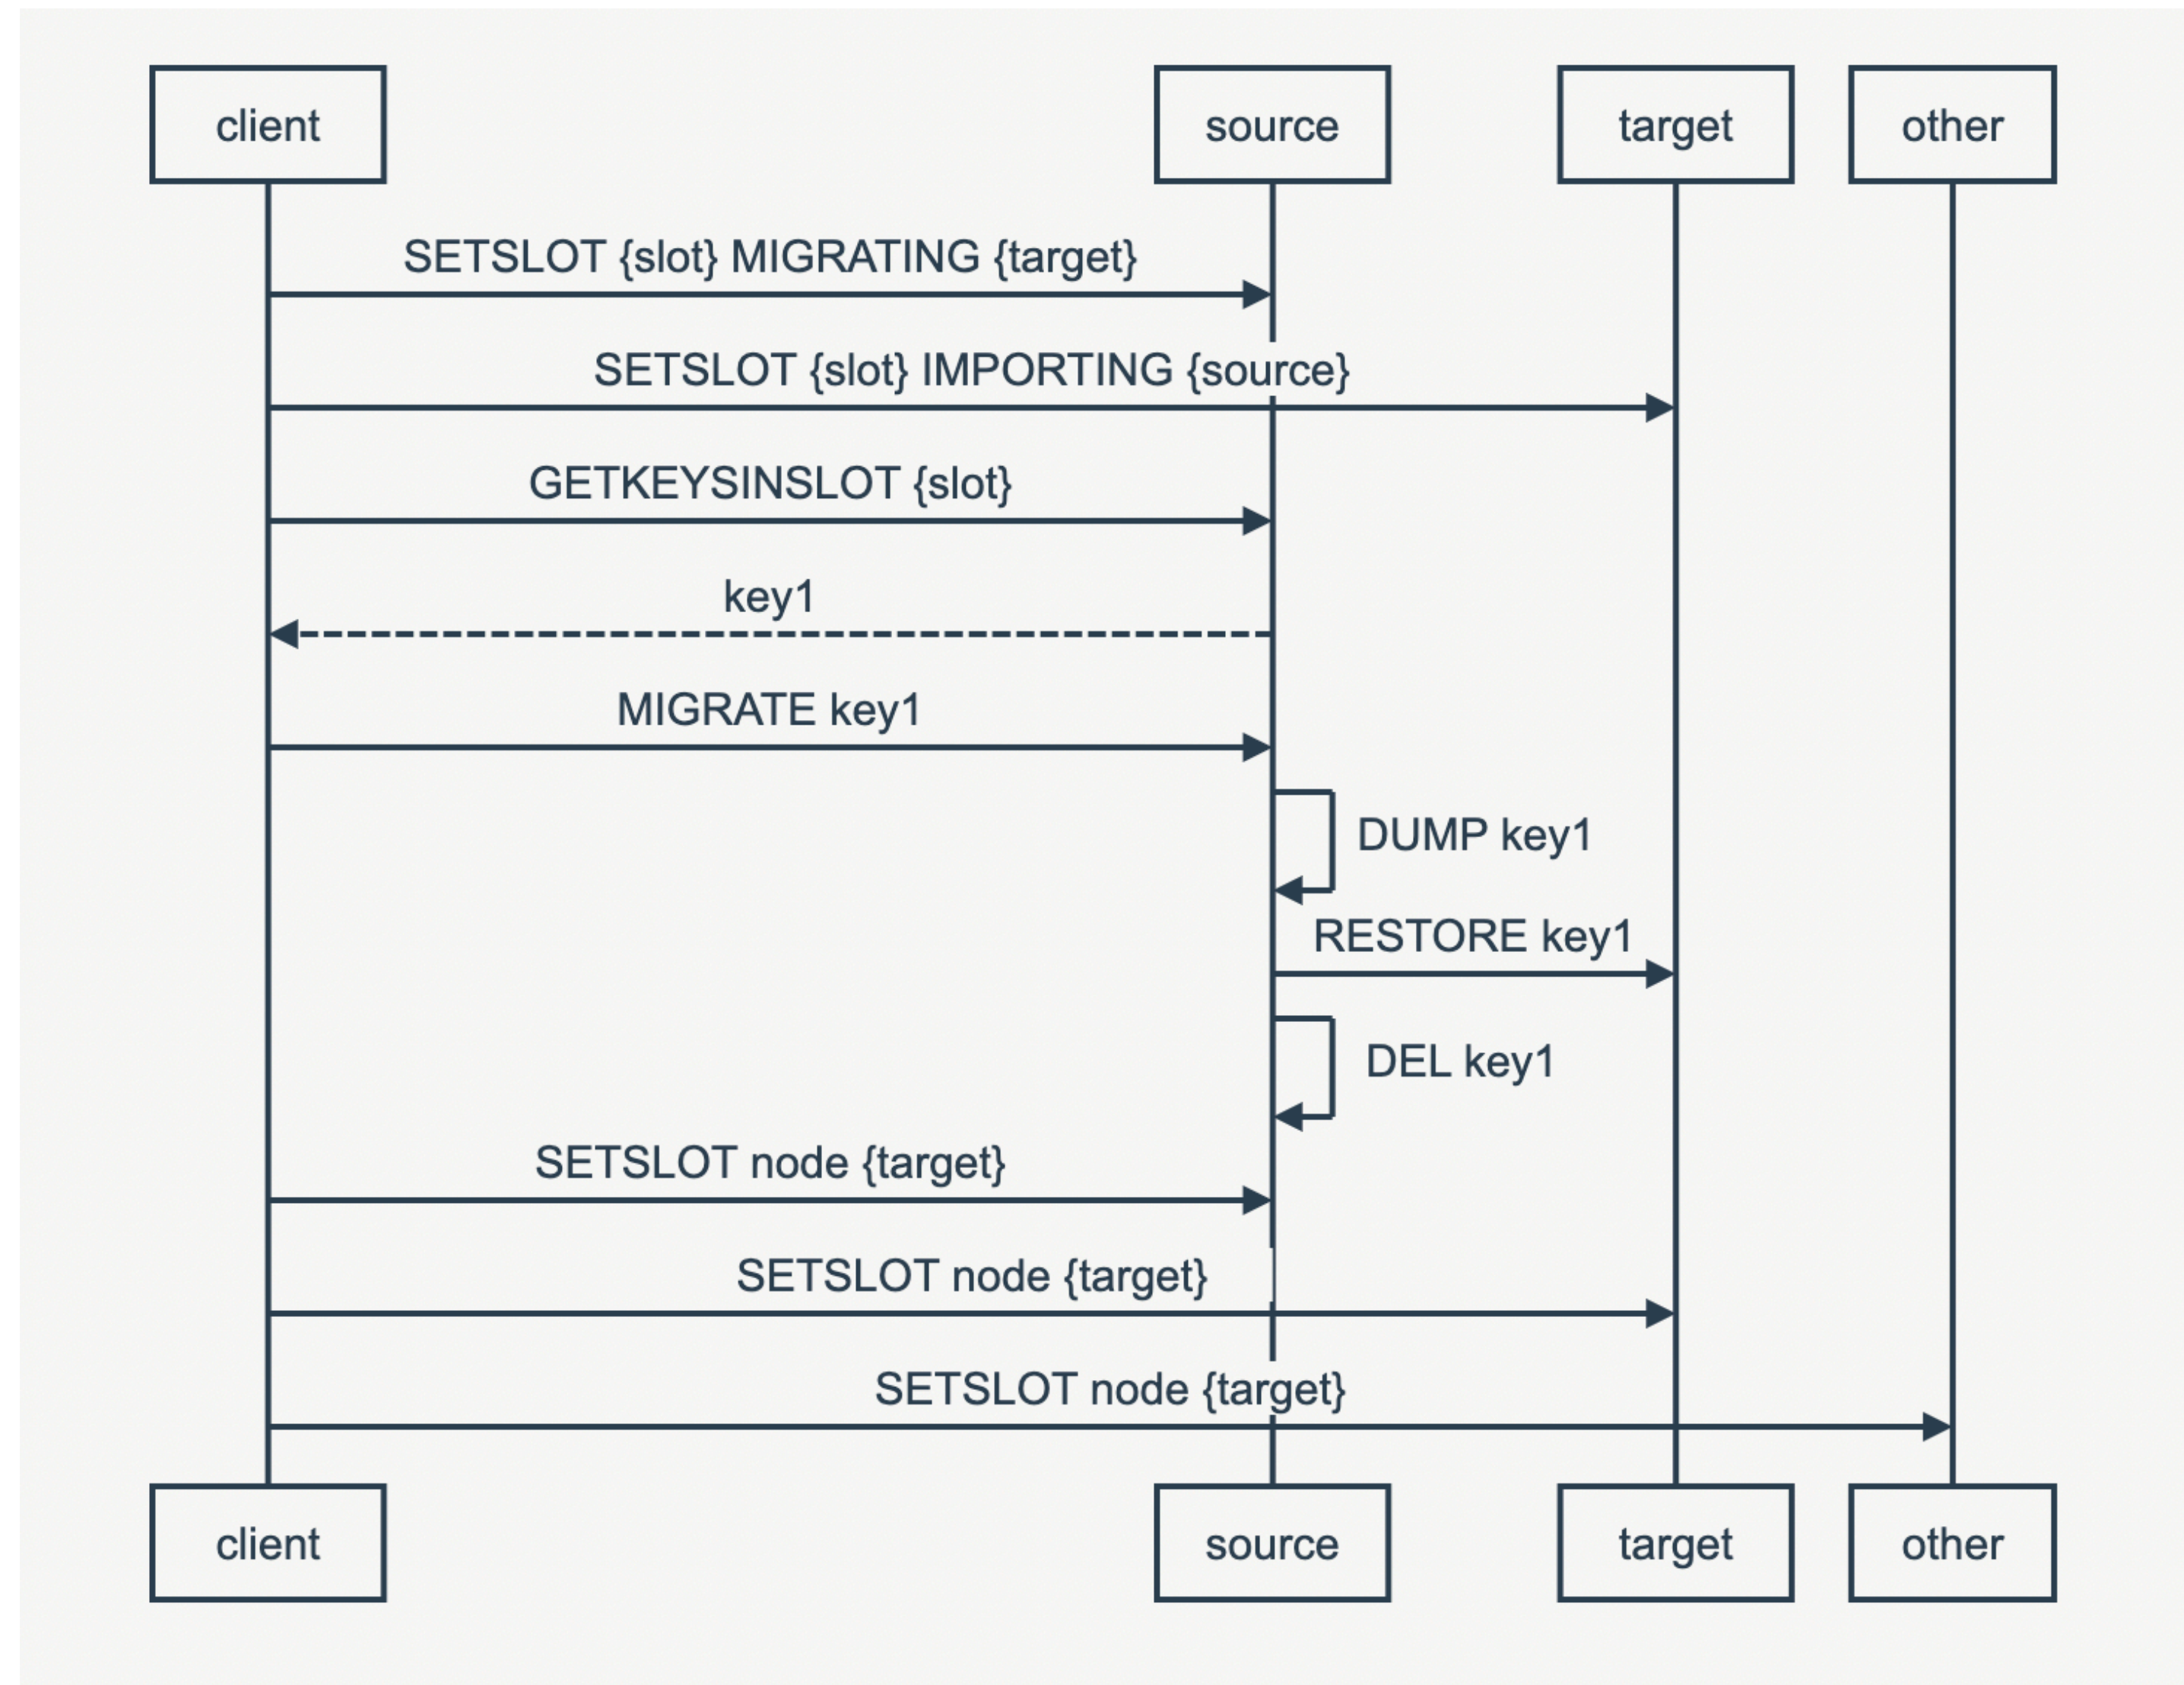 client
source
target
other
SETSLOT {slot} MIGRATING {target}
SETSLOT {slot} IMPORTING {source}
GETKEYSINSLOT {slot}
key1
MIGRATE key1
DUMP key1
RESTORE key1
DEL key1
SETSLOT node {target}
SETSLOT node {target}
SETSLOT node {target}
client
source
target
other